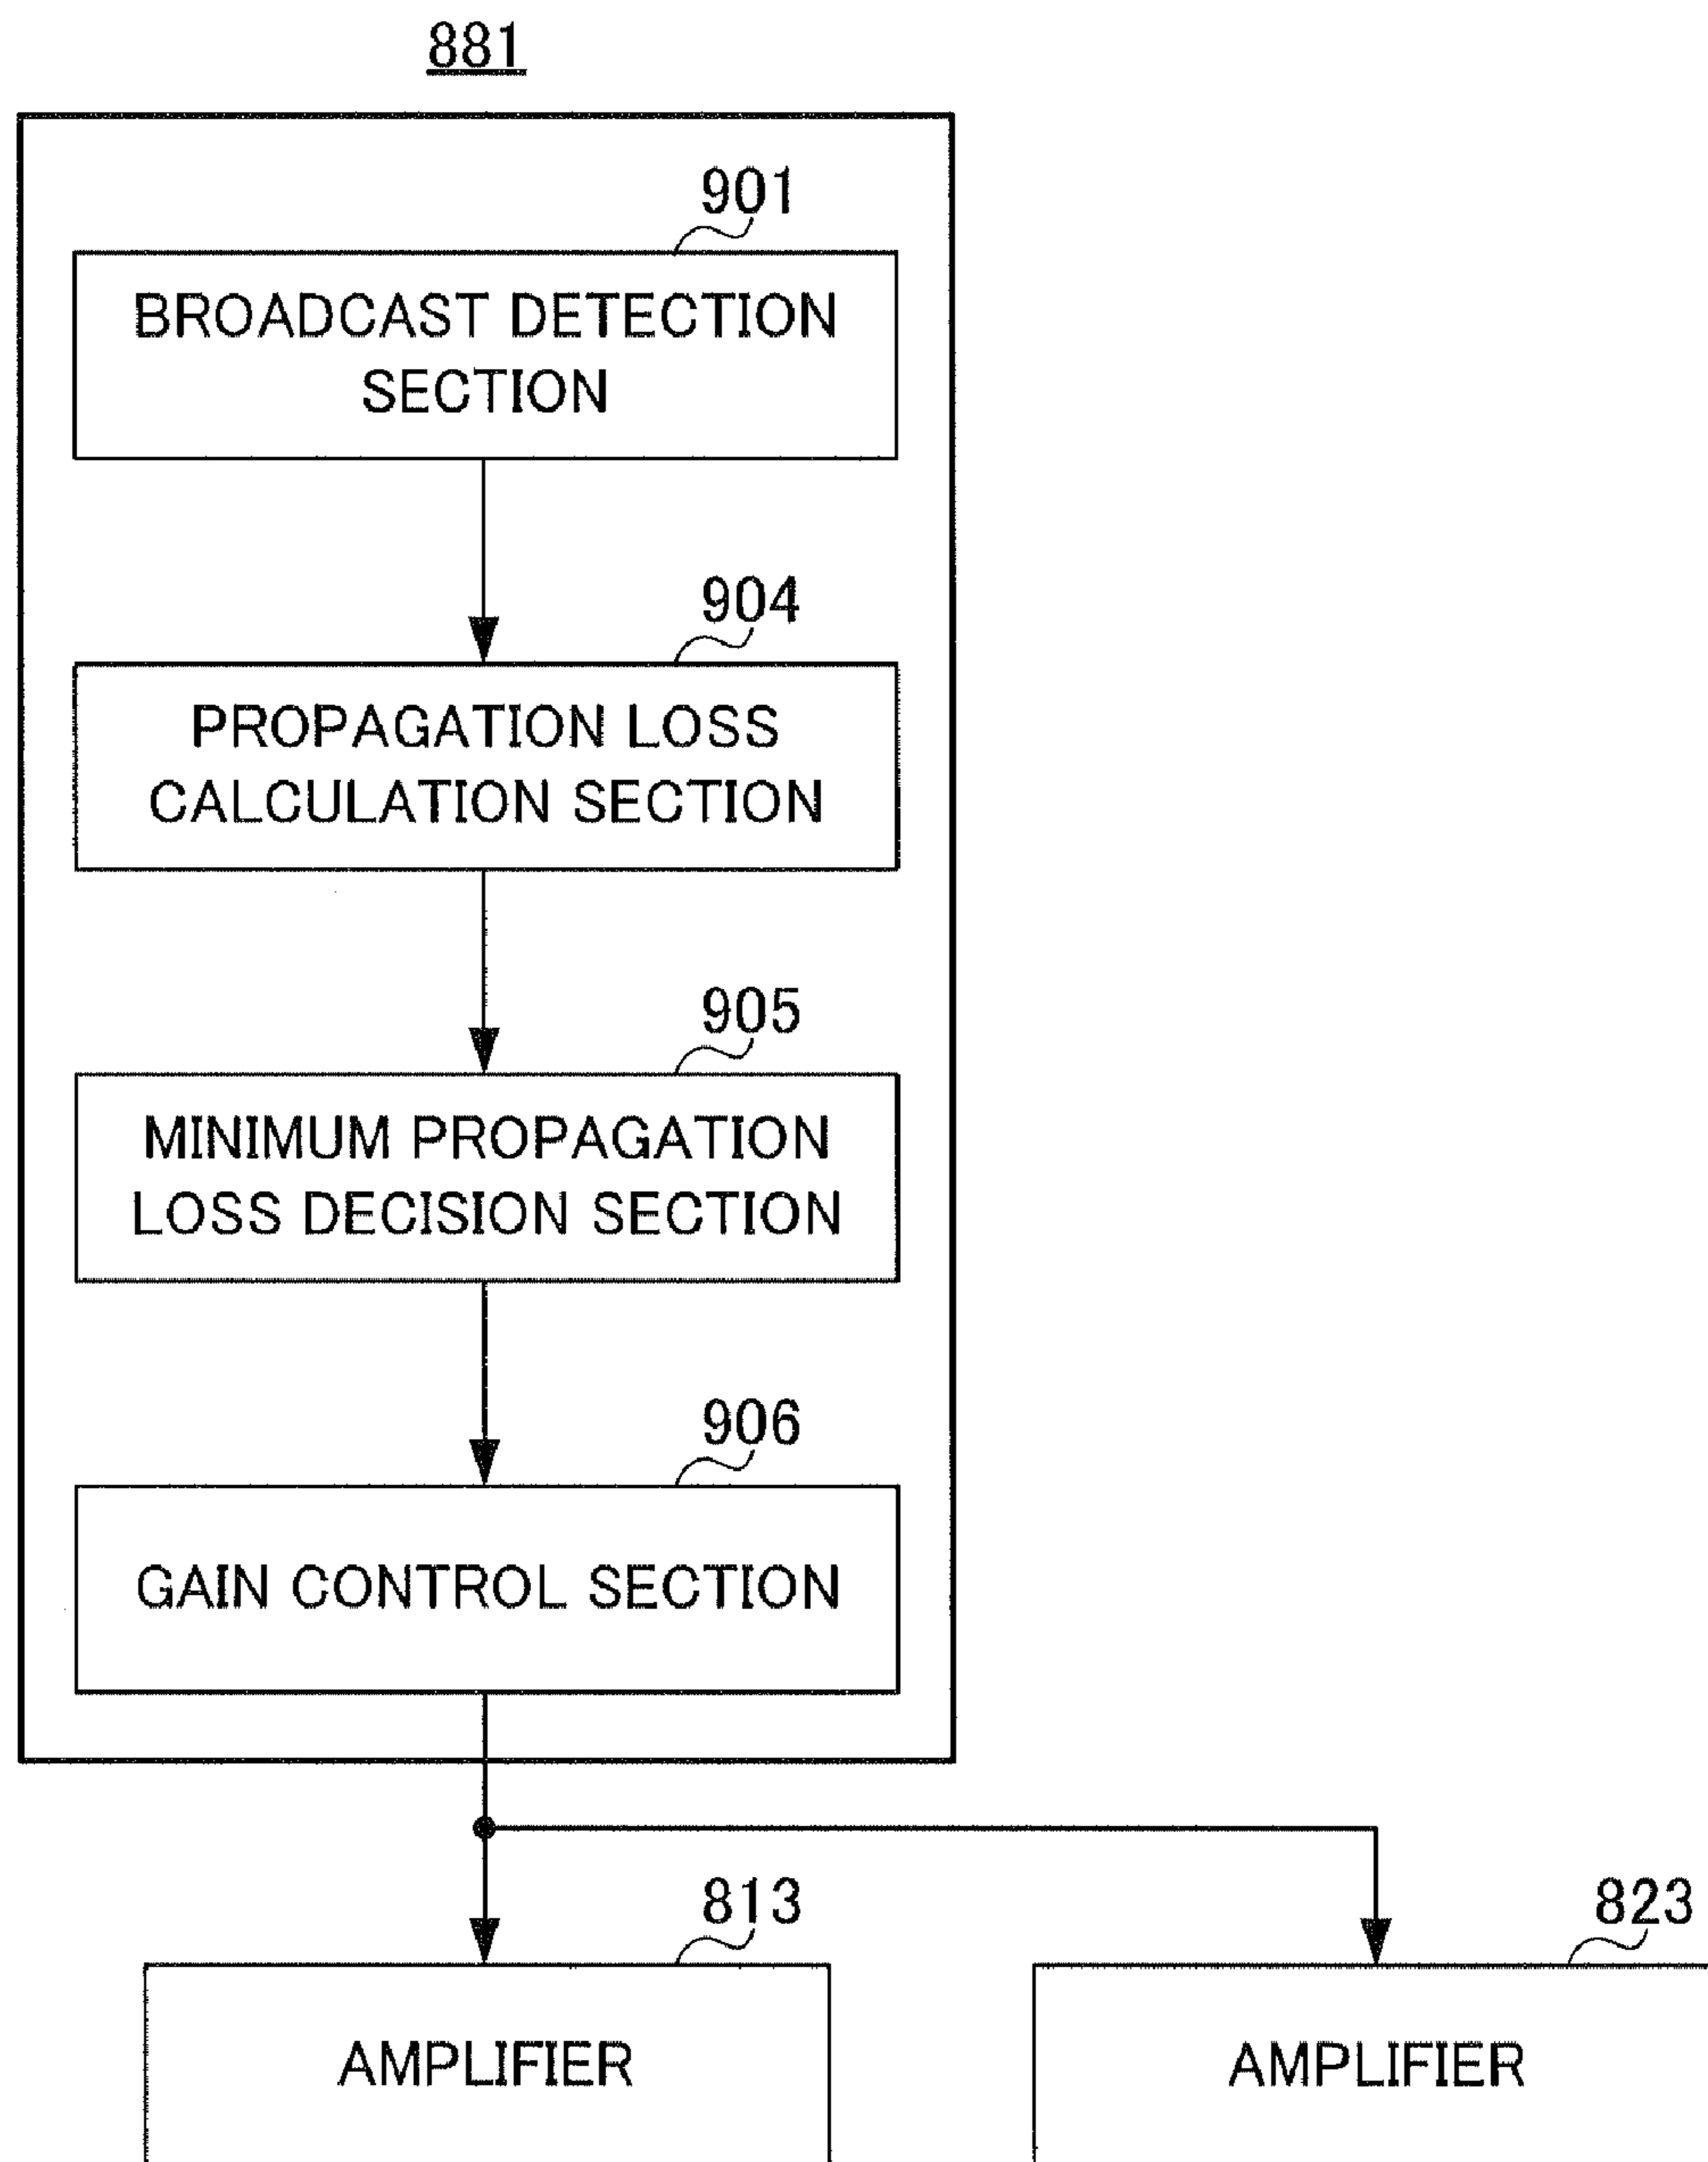 881
901
BROADCAST DETECTION
SECTION
904
PROPAGATION LOSS
CALCULATION SECTION
905
MINIMUM PROPAGATION
LOSS DECISION SECTION
906
GAIN CONTROL SECTION
813
823
AMPLIFIER
AMPLIFIER